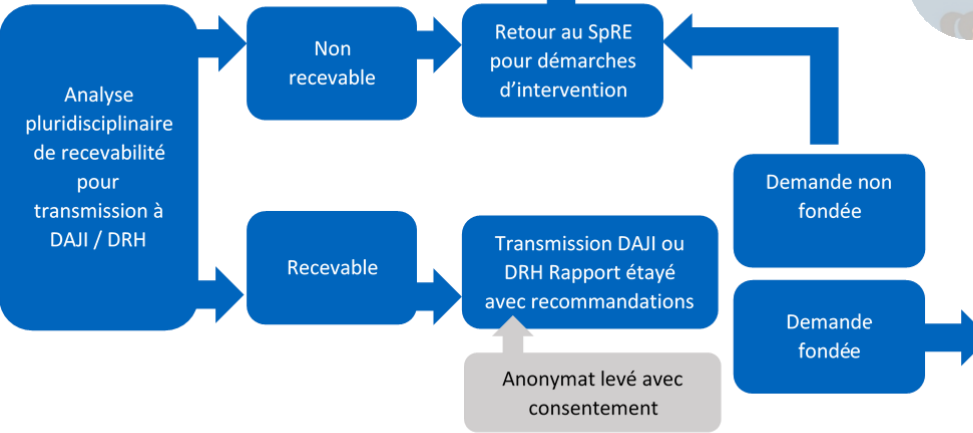 Analyse
pluridisciplinaire
de recevabilité
pour
transmission à
DAJI / DRH
Non
recevable
Retour au SpRE
pour démarches
d’intervention
Recevable
Transmission DAJI ou
DRH Rapport étayé
avec recommandations
Anonymat levé avec
consentement
Demande non
fondée
Demande
fondée